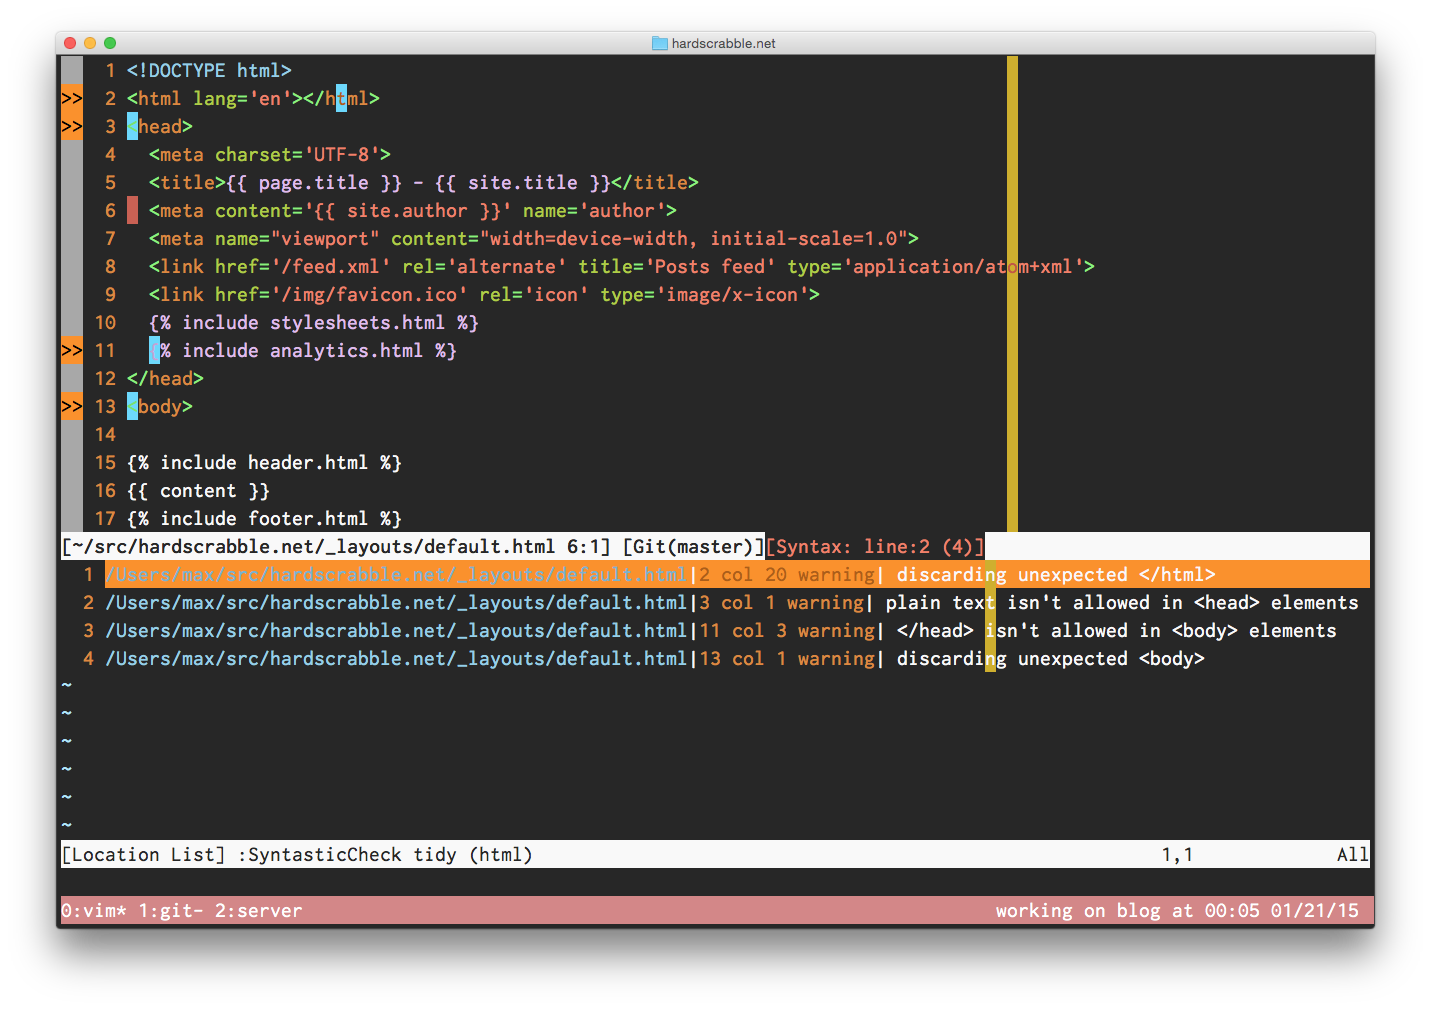 hardscrabble.net
1 <!DOCTYPE html>
>> 2 <html lang='en'></html>
>> 3 <head>
4 <meta charset='UTF-8'>
5 <title>{{ page.title }} - {{ site.title }}</title>
6 <meta content='{{ site.author }}' name='author'>
7 <meta name="viewport" content="width=device-width, initial-scale=1.0">
8 <link href='/feed.xml' rel='alternate' title='Posts feed' type='application/atom+xml'>
9 <link href='/img/favicon.ico' rel='icon' type='image/x-icon'>
10 {% include stylesheets.html %}
>> 11 {% include analytics.html %}
12 </head>
>> 13 <body>
14
15 {% include header.html %}
16 {{ content }}
17 {% include footer.html %}
[~/src/hardscrabble.net/_layouts/default.html 6:1] [Git(master)][Syntax: line:2 (4)]
1 /Users/max/src/hardscrabble.net/_layouts/default.html|2 col 20 warning| discarding unexpected </html>
2 /Users/max/src/hardscrabble.net/_layouts/default.html|3 col 1 warning| plain text isn't allowed in <head> elements
3 /Users/max/src/hardscrabble.net/_layouts/default.html|11 col 3 warning| </head> isn't allowed in <body> elements
4 /Users/max/src/hardscrabble.net/_layouts/default.html|13 col 1 warning| discarding unexpected <body>
~
~
~
~
~
~
[Location List] :SyntasticCheck tidy (html) 1,1 All
0:vim* 1:git- 2:server working on blog at 00:05 01/21/15